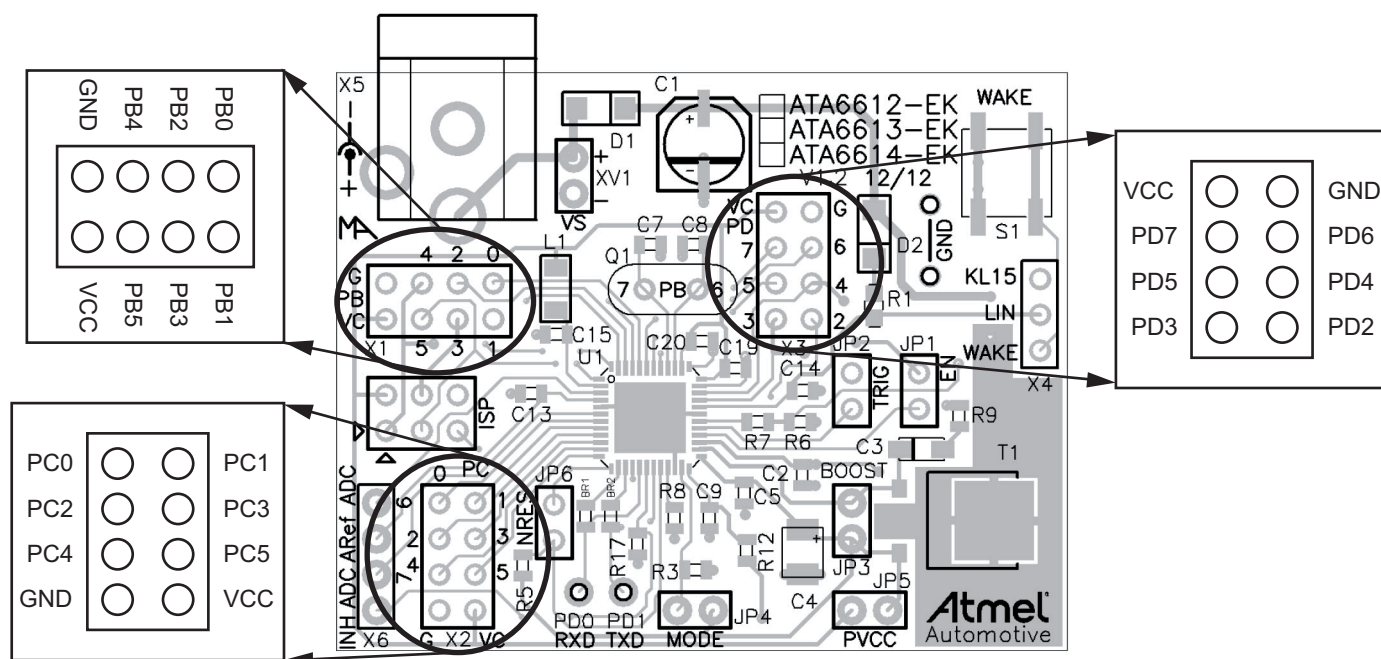 GND PB4 PB2 PB0
VCC PB5 PB3 PB1
PC0 PC1
PC2 PC3
PC4 PC5
GND VCC
VCC GND
PD7 PD6
PD5 PD4
PD3 PD2
X5
- +
C1
+
-
D1
+
XV1
-
VS
ATA6612-EK
ATA6613-EK
ATA6614-EK
V1.2 12/12
WAKE
S1
GND
D2
R1
KL15
LIN
WAKE
X4
4 2 0
G
PB
VC
X1 5 3 1
L1
C7 C8
Q1
7 PB 6
C15
U1
C20
C19
VC G
PD
7 6
5 4
3 2
X3
JP2 JP1
TRIG
EN
C14
R7 R6
R9
C3
T1
C13
ISP
0 PC
6 1
2 3
4
7 5
G X2 VC
INH ADC ARef ADC
X6
JP6
NRES
R5
BR1
BR2
R17
R8 C9
C2
C5
BOOST
R12
R3
C4
JP3
JP5
JP4
PD0 PD1
RXD TXD
MODE
PVCC
Atmel
Automotive